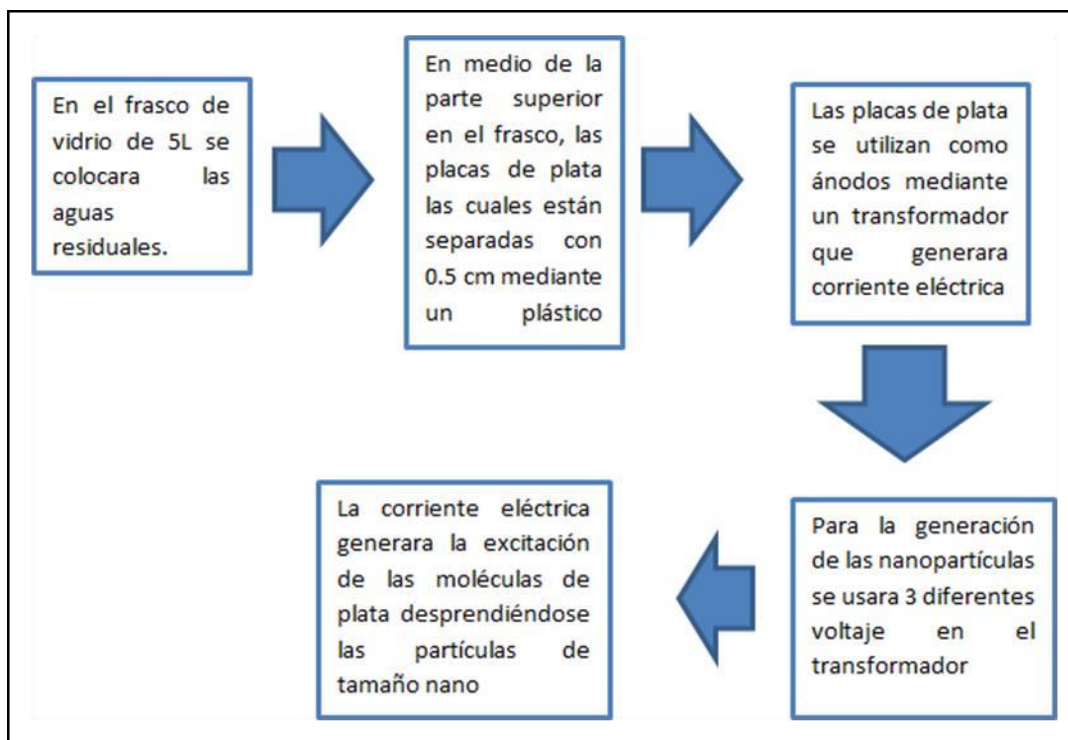 En el frasco de
vidrio de 5L se
colocara las
aguas
residuales.
En medio de la
parte superior
en el frasco, las
placas de plata
las cuales están
separadas con
0.5 cm mediante
un plástico
Las placas de plata
se utilizan como
ánodos mediante
un transformador
que generara
corriente eléctrica
Para la generación
de las nanopartículas
se usara 3 diferentes
voltaje en el
transformador
La corriente eléctrica
generara la excitación
de las moléculas de
plata desprendiéndose
las partículas de
tamaño nano